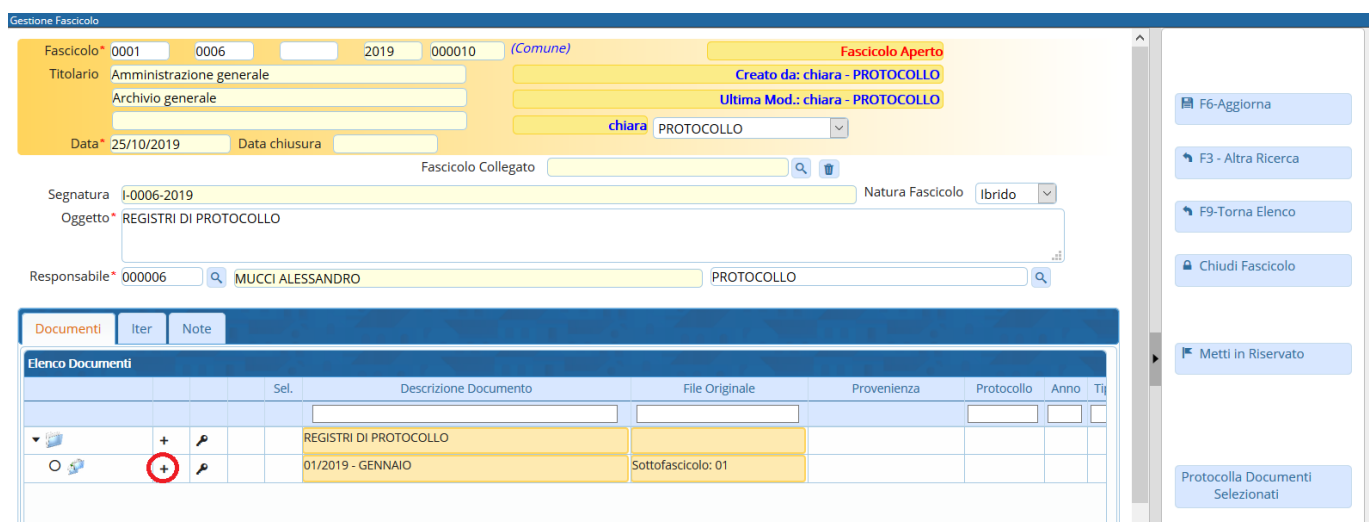 Gestione Fascicolo
Fascicolo* 0001 0006 2019 000010 (Comune) Fascicolo Aperto
Titolario Amministrazione generale Creato da: chiara - PROTOCOLLO
Archivio generale Ultima Mod.: chiara - PROTOCOLLO
chiara PROTOCOLLO
Data* 25/10/2019 Data chiusura
Fascicolo Collegato
Segnatura I-0006-2019 Natura Fascicolo Ibrido
Oggetto* REGISTRI DI PROTOCOLLO
Responsabile* 000006 MUCCI ALESSANDRO PROTOCOLLO
Documenti Iter Note
Elenco Documenti
Sel. Descrizione Documento File Originale Provenienza Protocollo Anno
REGISTRI DI PROTOCOLLO
01/2019 - GENNAIO Sottofascicolo: 01
F6-Aggiorna
F3 - Altra Ricerca
F9-Torna Elenco
Chiudi Fascicolo
Metti in Riservato
Protocolla Documenti
Selezionati